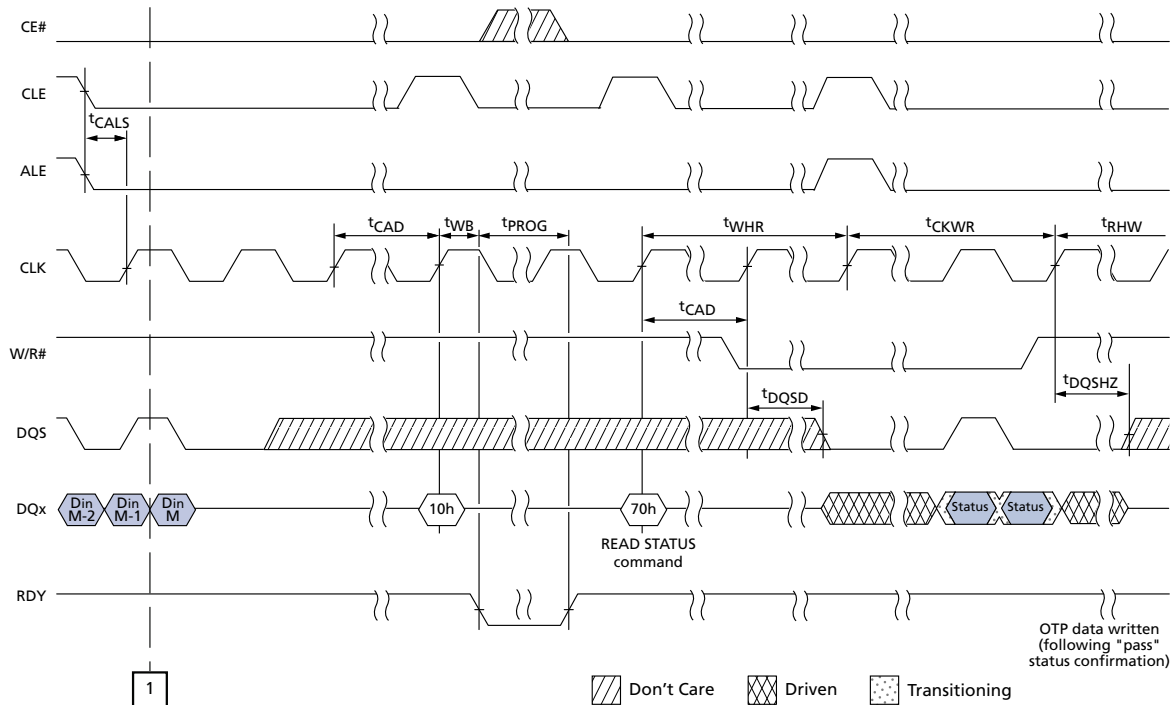 CE#
CLE
tCALS
ALE
tCAD
tWB
tPROG
tWHR
tCKWR
tRHW
CLK
tCAD
W/R#
tDQSD
tDQSHZ
DQS
DQx
Din
M-2
Din
M-1
Din
M
10h
70h
Status
Status
READ STATUS
command
RDY
OTP data written
(following "pass"
status confirmation)
1
Don't Care
Driven
Transitioning